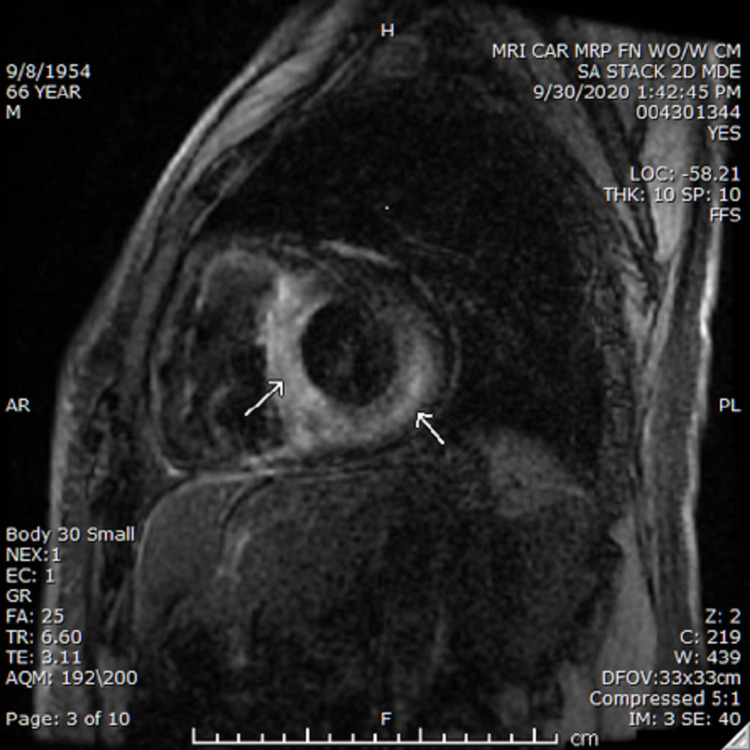 H
9/8/1954
66 YEAR
M
MRI CAR MRP FN WO/W CM
SA STACK 2D MDE
9/30/2020 1:42:45 PM
004301344
YES
LOC: -58.21
THK: 10 SP: 10
FFS
AR
PL
Body 30 Small
NEX:1
EC: 1
GR
FA: 25
TR: 6.60
TE: 3.11
AQM: 192\200
Page: 3 of 10
F
Z: 2
C: 219
W: 439
DFOV:33x33cm
Compressed 5:1
IM: 3 SE: 40
cm